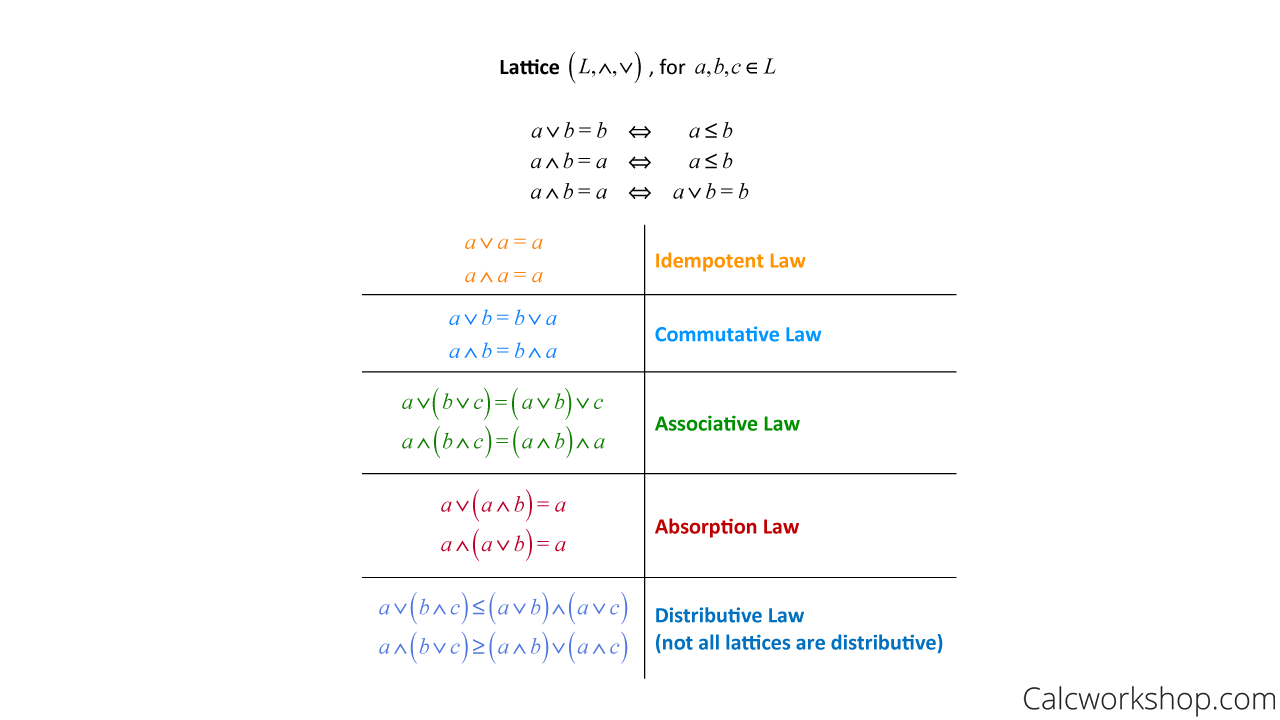 Lattice (L,∧,∨) , for a,b,c ∈ L
a ∨ b = b ⇔ a ≤ b
a ∧ b = a ⇔ a ≤ b
a ∧ b = a ⇔ a ∨ b = b
a ∨ a = a
a ∧ a = a
Idempotent Law
a ∨ b = b ∨ a
a ∧ b = b ∧ a
Commutative Law
a ∨ (b ∨ c) = (a ∨ b) ∨ c
a ∧ (b ∧ c) = (a ∧ b) ∧ a
Associative Law
a ∨ (a ∧ b) = a
a ∧ (a ∨ b) = a
Absorption Law
a ∨ (b ∧ c) ≤ (a ∨ b) ∧ (a ∨ c)
a ∧ (b ∨ c) ≥ (a ∧ b) ∨ (a ∧ c)
Distributive Law
(not all lattices are distributive)
Calcworkshop.com